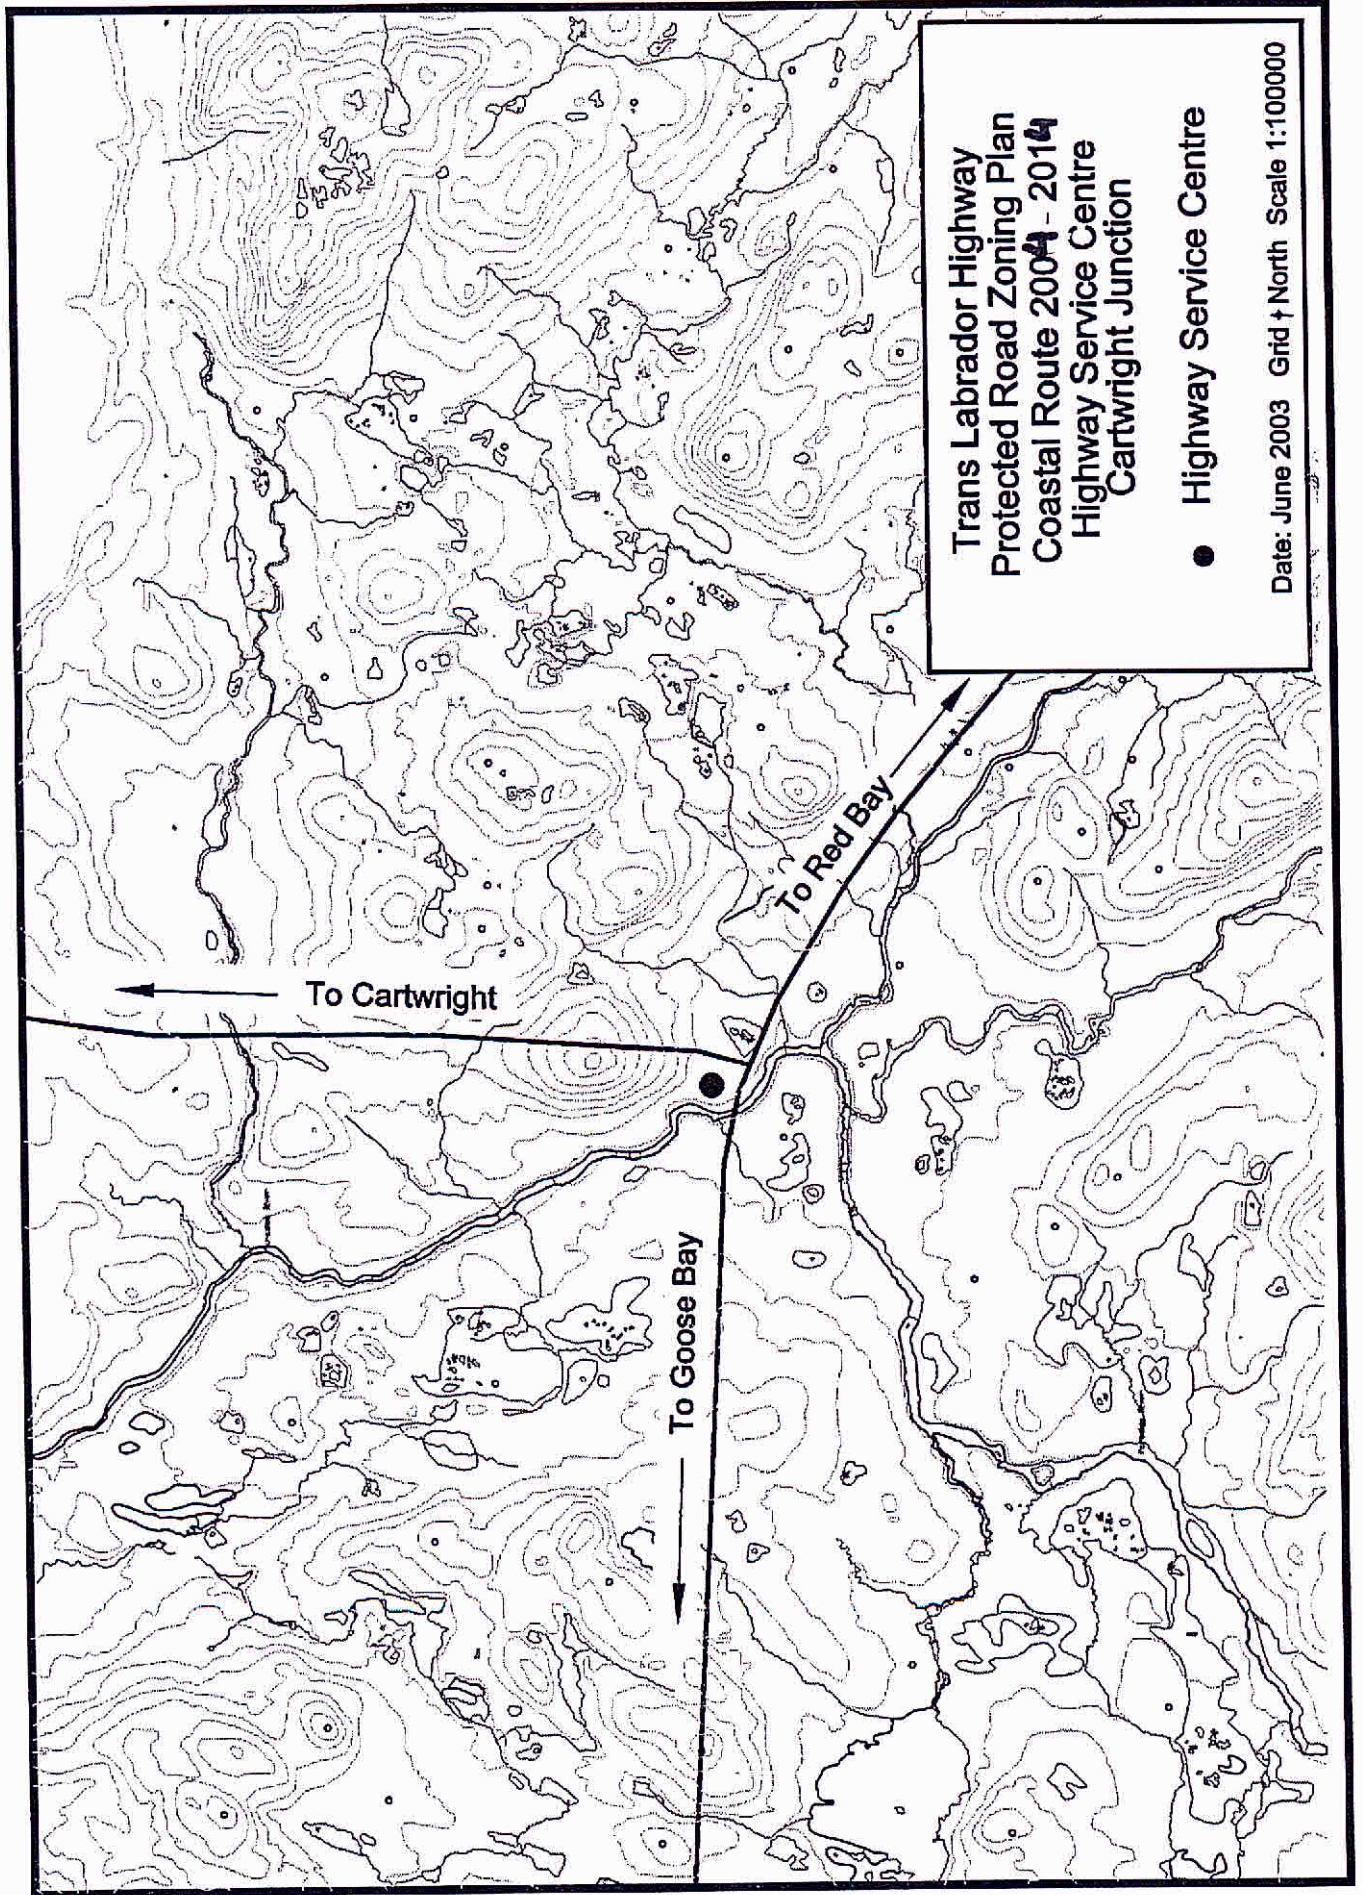 Trans Labrador Highway
Protected Road Zoning Plan
Coastal Route 2004 - 2014
Highway Service Centre
Cartwright Junction
Highway Service Centre
Date: June 2003 Grid † North Scale 1:100000
To Cartwright
To Red Bay
To Goose Bay